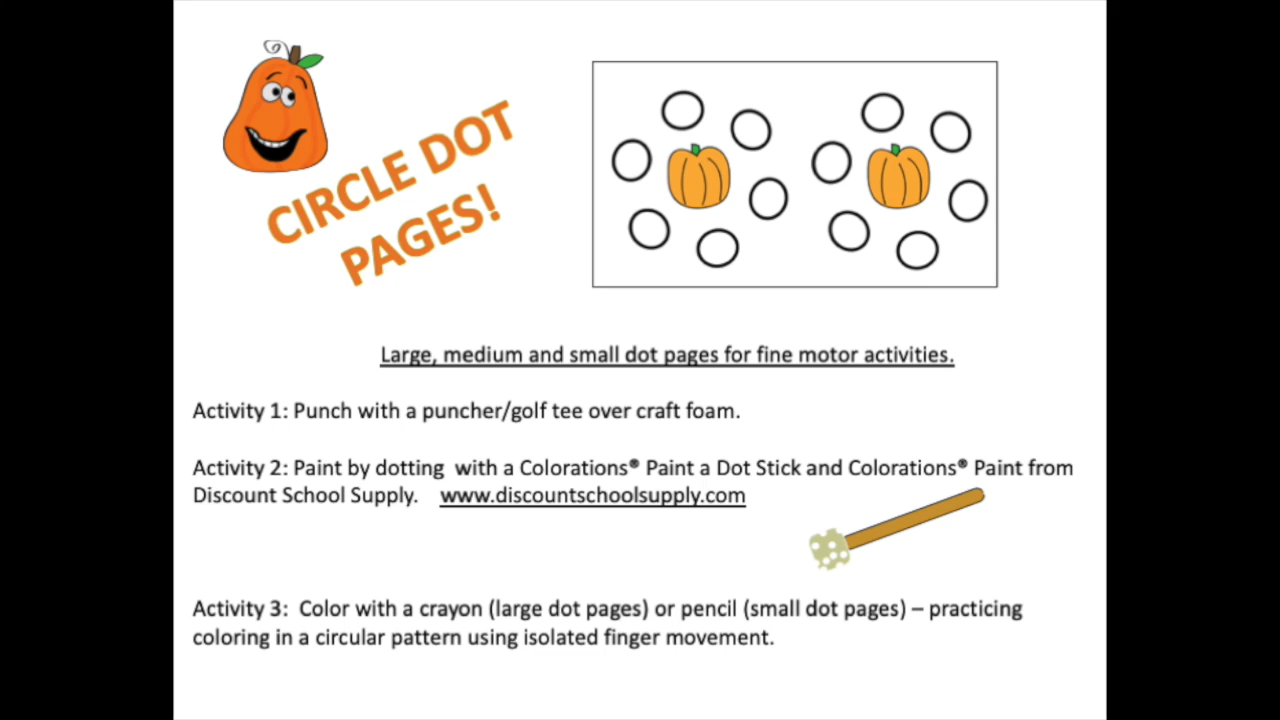 CIRCLE DOT
PAGES!
Large, medium and small dot pages for fine motor activities.
Activity 1: Punch with a puncher/golf tee over craft foam.
Activity 2: Paint by dotting  with a Colorations® Paint a Dot Stick and Colorations® Paint from
Discount School Supply.    www.discountschoolsupply.com
Activity 3:  Color with a crayon (large dot pages) or pencil (small dot pages) – practicing
coloring in a circular pattern using isolated finger movement.